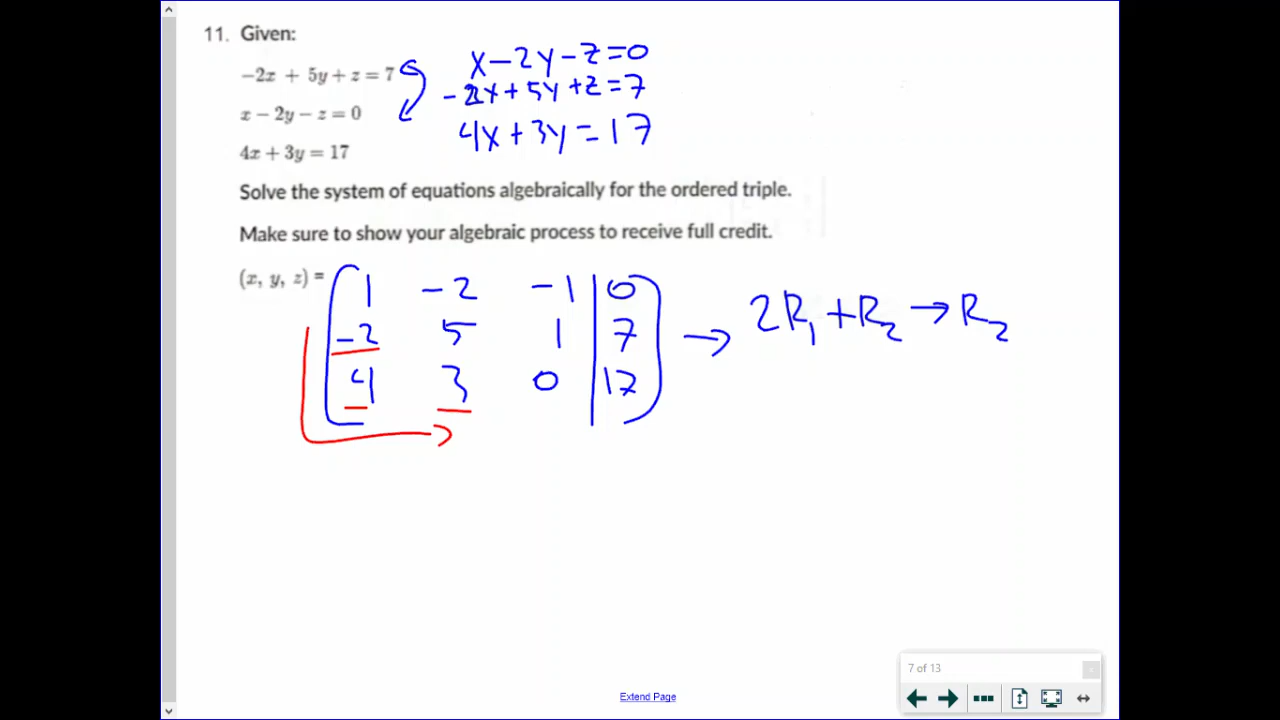 11. Given:
-2x + 5y + z = 7
x - 2y - z = 0
4x + 3y = 17
x - 2y - z = 0
-2x + 5y + z = 7
4x + 3y = 17
Solve the system of equations algebraically for the ordered triple.
Make sure to show your algebraic process to receive full credit.
(x, y, z) =
1 -2 -1 | 0
-2 5 1 | 7 → 2R₁ + R₂ → R₂
4 3 0 | 17
7 of 13
Extend Page